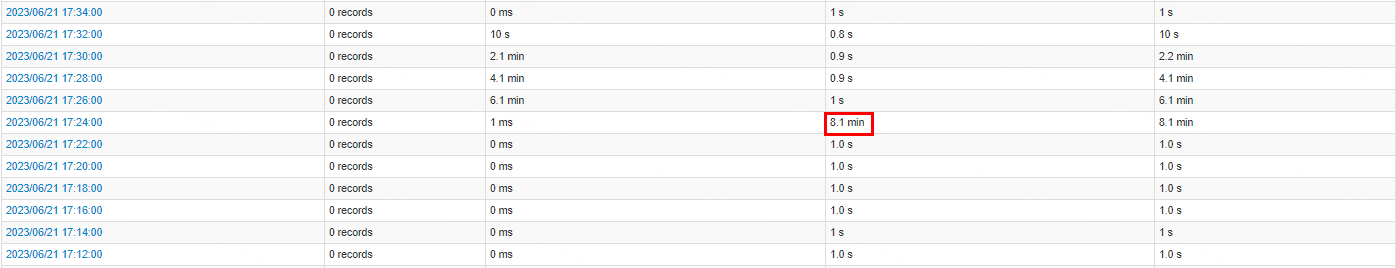 2023/06/21 17:34:00 0 records 0 ms 1 s 1 s
2023/06/21 17:32:00 0 records 10 s 0.8 s 10 s
2023/06/21 17:30:00 0 records 2.1 min 0.9 s 2.2 min
2023/06/21 17:28:00 0 records 4.1 min 0.9 s 4.1 min
2023/06/21 17:26:00 0 records 6.1 min 1 s 6.1 min
2023/06/21 17:24:00 0 records 1 ms 8.1 min 8.1 min
2023/06/21 17:22:00 0 records 0 ms 1.0 s 1.0 s
2023/06/21 17:20:00 0 records 0 ms 1.0 s 1.0 s
2023/06/21 17:18:00 0 records 0 ms 1.0 s 1.0 s
2023/06/21 17:16:00 0 records 0 ms 1.0 s 1.0 s
2023/06/21 17:14:00 0 records 0 ms 1 s 1 s
2023/06/21 17:12:00 0 records 0 ms 1.0 s 1.0 s